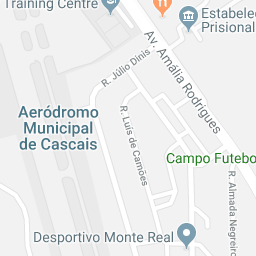 Training Centre
Estabelec
Prisional
Av. Amália Rodrigues
R. Júlio Dinis
R. Luís de Camões
Aeródromo
Municipal
de Cascais
Campo Futebo
R. Almada Negreiro
Desportivo Monte Real